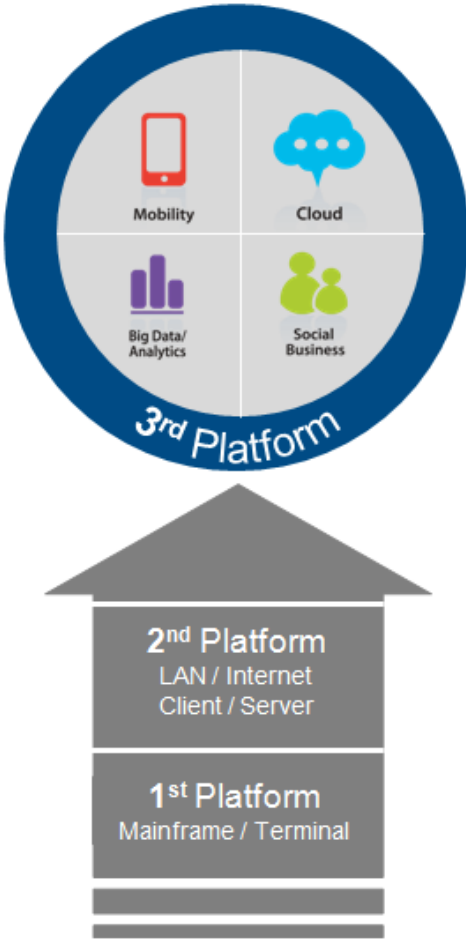 Mobility
Cloud
Big Data/
Analytics
Social
Business
3rd Platform
2nd Platform
LAN / Internet
Client / Server
1st Platform
Mainframe / Terminal